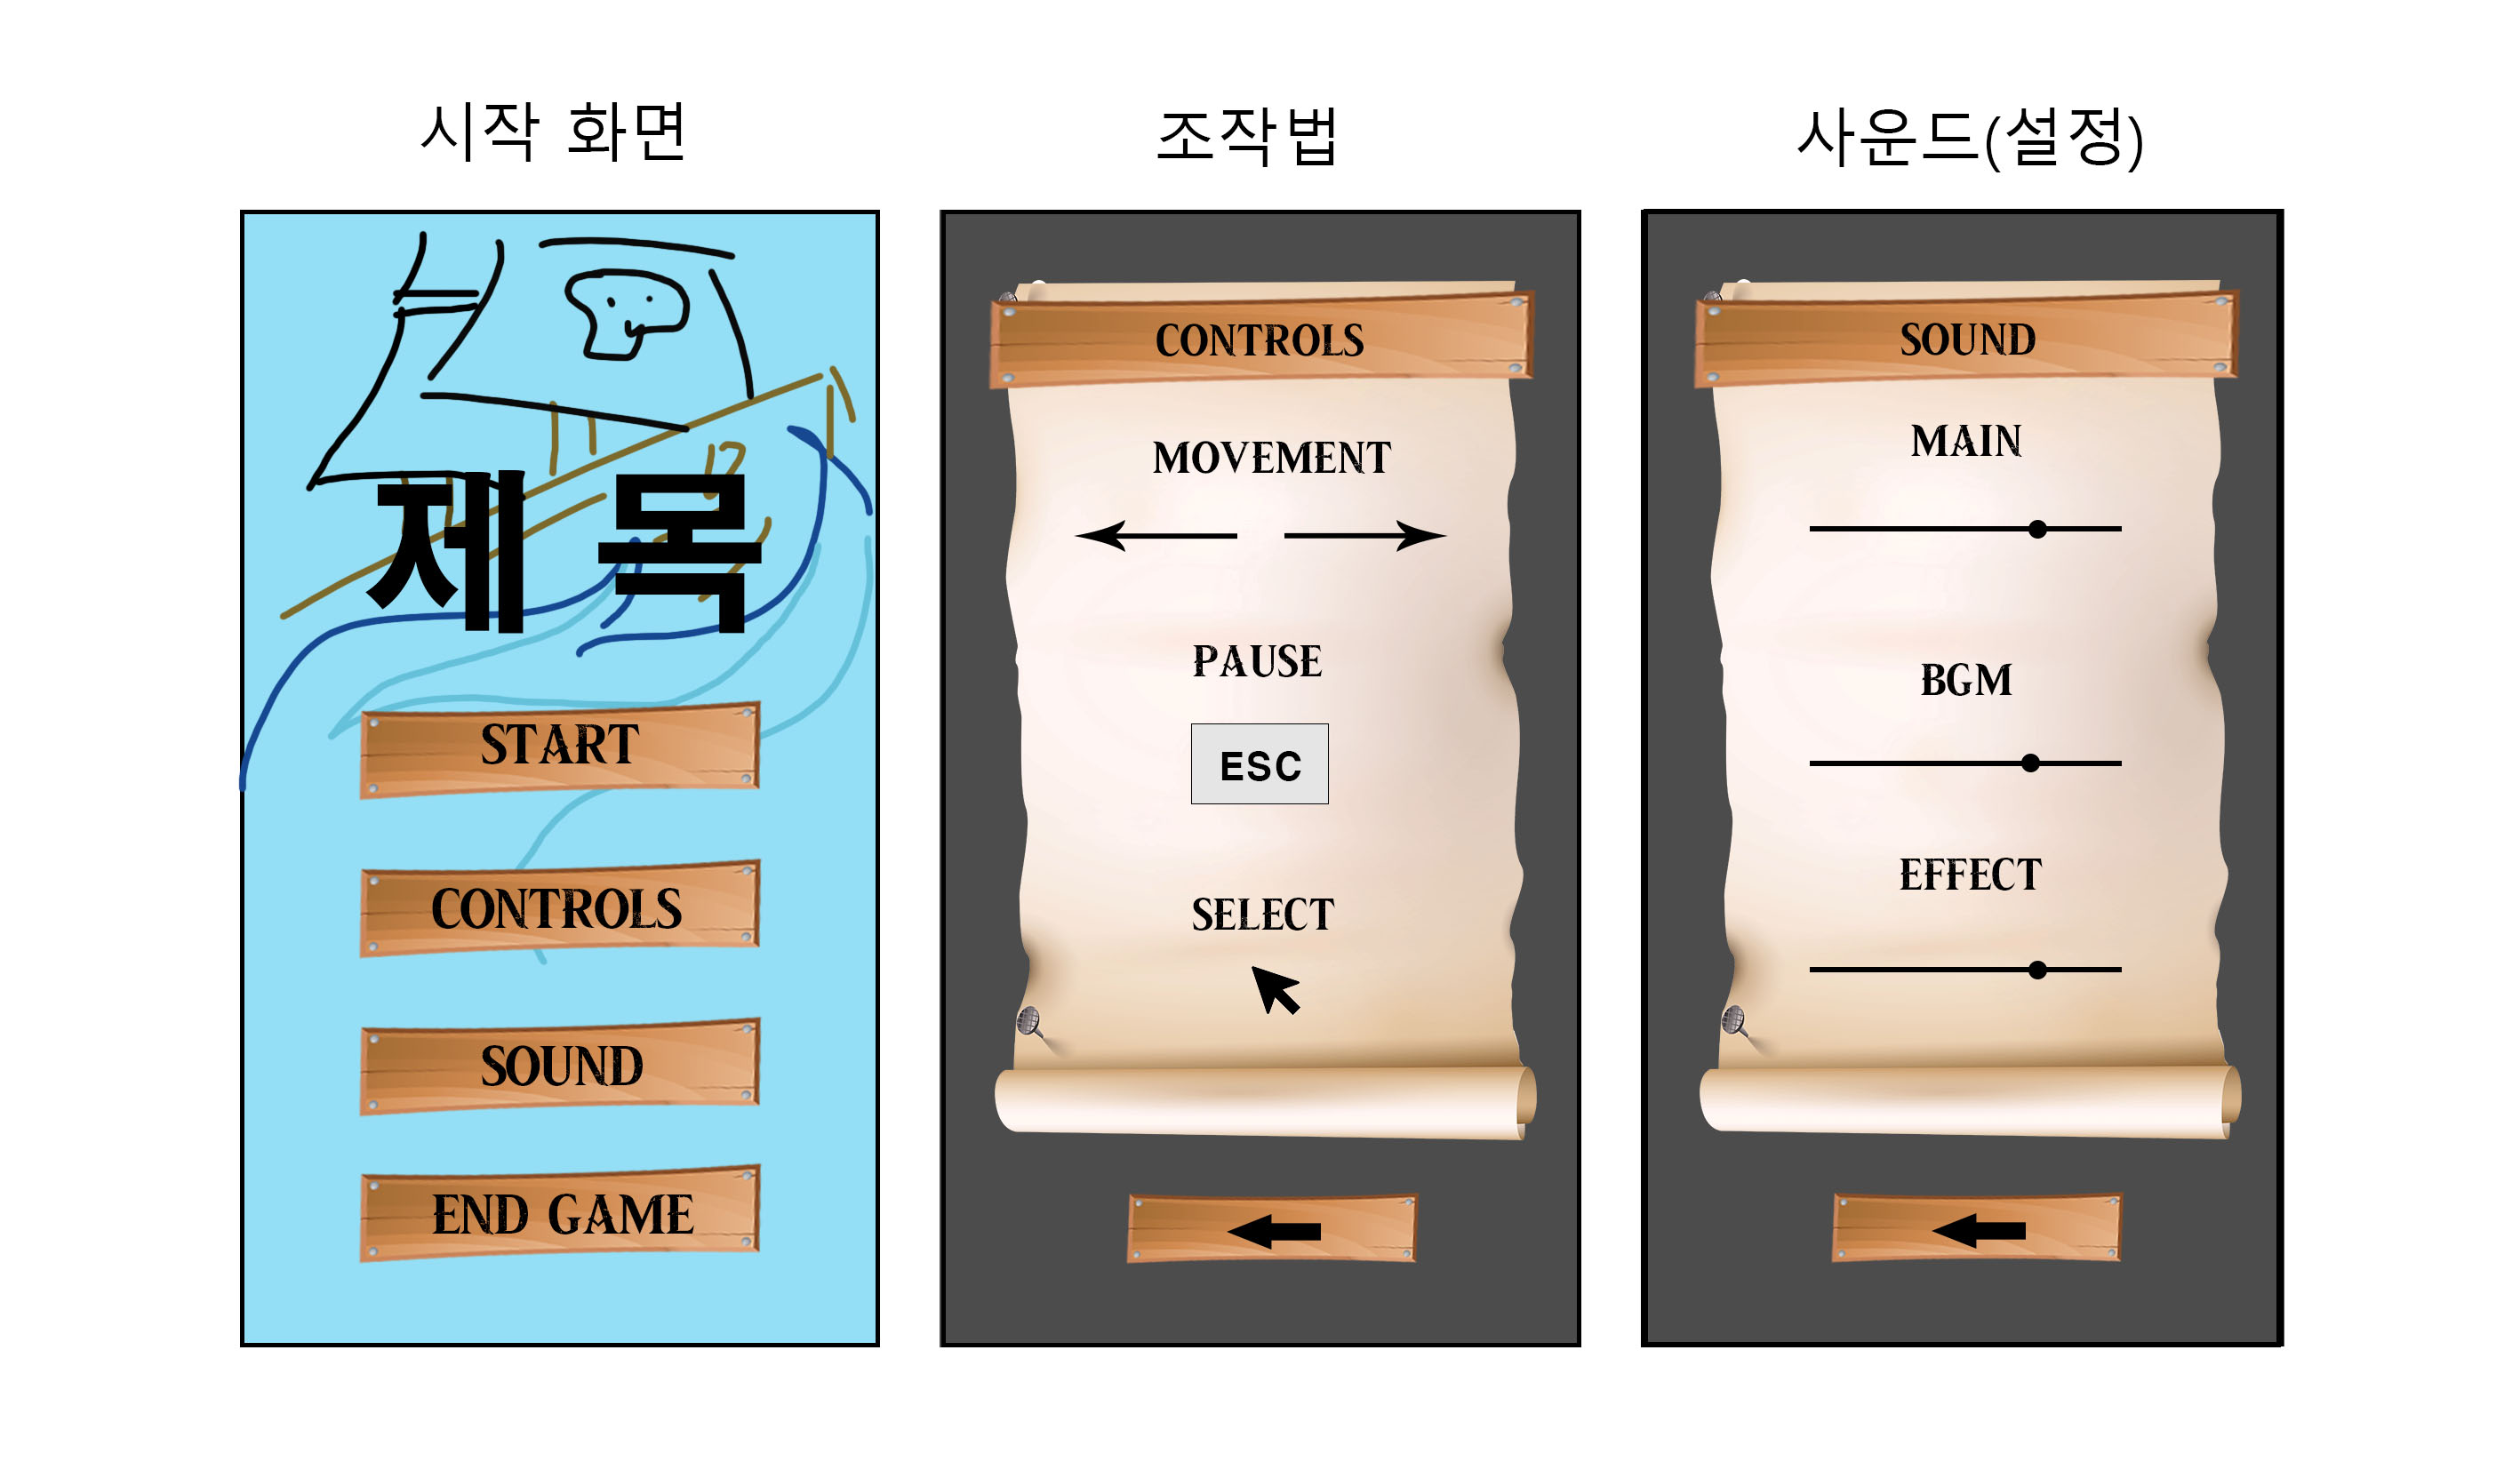 시작 화면
제목
START
CONTROLS
SOUND
END GAME
조작법
CONTROLS
MOVEMENT
PAUSE
ESC
SELECT
사운드(설정)
SOUND
MAIN
BGM
EFFECT